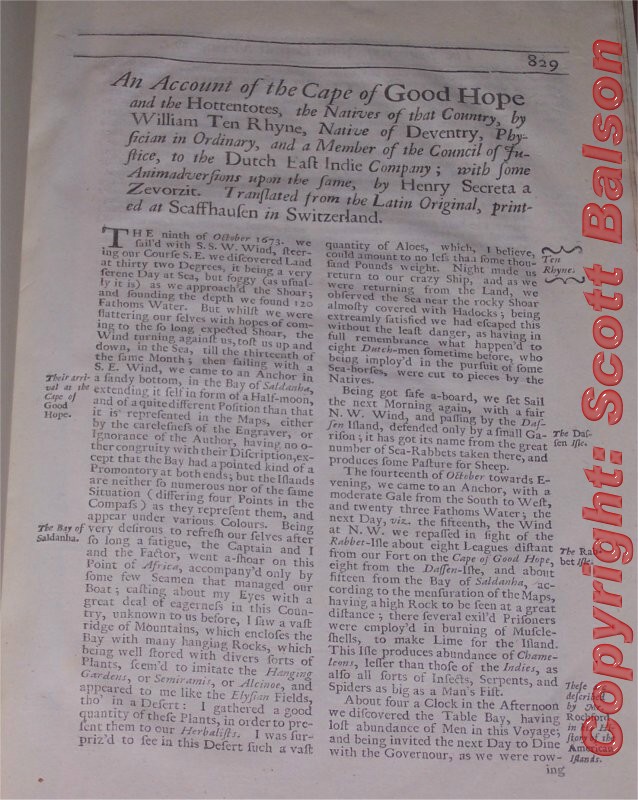 829
An Account of the Cape of Good Hope
and the Hottentotes, the Natives of that Country, by
William Ten Rhyne, Native of Deventry, Phy-
ſician in Ordinary, and a Member of the Council of Ju-
ſtice, to the Dutch Eaſt Indie Company; with ſome
Animadverſions upon the ſame, by Henry Secreta a
Zevorzit. Tranſlated from the Latin Original, print-
ed at Scaffhauſen in Switzerland.
THE ninth of October 1673. we
ſail'd with S. S. W. Wind, ſteer-
ing our Courſe S. E. we diſcovered Land
at thirty two Degrees, it being a very
ſerene Day at Sea, but foggy (as uſual-
ly it is) as we approach'd the Shoar;
and ſounding the depth we found 120
Fathoms Water. But whilſt we were
flattering our ſelves with hopes of com-
ing to the ſo long expected Shoar, the
Wind turning againſt us, toſt us up and
down, in the Sea, till the thirteenth of
the ſame Month; then ſailing with a
S. E. Wind, we came to an Anchor in
a ſandy bottom, in the Bay of Saldanha,
extending it ſelf in form of a Half-moon,
and of a quite different Poſition than that
it is repreſented in the Maps, either
by the careleſneſs of the Engraver, or
Ignorance of the Author, having no o-
ther congruity with their Diſcription, ex-
cept that the Bay had a pointed kind of a
Promontory at both ends; but the Iſlands
are neither ſo numerous nor of the ſame
Situation (differing four Points in the
Compaſs) as they repreſent them, and
appear under various Colours. Being
very deſirous to refreſh our ſelves after
ſo long a fatigue, the Captain and I
and the Factor, went a-ſhoar on this
Point of Africa, accompany'd only by
ſome few Seamen that managed our
Boat; caſting about my Eyes with a
great deal of eagerneſs in this Coun-
try, unknown to us before, I ſaw a vaſt
ridge of Mountains, which encloſes the
Bay with many hanging Rocks, which
being well ſtored with divers ſorts of
Plants, ſeem'd to imitate the Hanging
Gardens, or Semiramis, or Alcinoe, and
appeared to me like the Elyſian Fields,
tho' in a Deſert: I gathered a good
quantity of theſe Plants, in order to pre-
ſent them to our Herbaliſts. I was ſur-
priz'd to ſee in this Deſert ſuch a vaſt
Their arri-
val at the
Cape of
Good
Hope.
The Bay of
Saldanha.
quantity of Aloes, which, I believe,
could amount to no leſs than ſome thou-
ſand Pounds weight. Night made us
return to our crazy Ship, and as we
were returning from the Land, we
obſerved the Sea near the rocky Shoar
almoſty covered with Hadocks; being
extreamly ſatisfied we had eſcaped this
without the leaſt danger, as having in
full remembrance what happen'd to
eight Dutch-men ſometime before, who
being imploy'd in the purſuit of ſome
Sea-horſes, were cut to pieces by the
Natives.
Being got ſafe a-board, we ſet Sail
the next Morning again, with a fair
N. W. Wind, and paſſing by the Daſ-
ſen Iſland, defended only by a ſmall Ga-
riſon; it has got its name from the great
number of Sea-Rabbets taken there, and
produces ſome Paſture for Sheep.
The fourteenth of October towards E-
vening, we came to an Anchor, with a
moderate Gale from the South to Weſt,
and twenty three Fathoms Water; the
next Day, viz. the fifteenth, the Wind
at N. W. we repaſſed in ſight of the
Rabbet-Iſle about eight Leagues diſtant
from our Fort on the Cape of Good Hope,
eight from the Daſſen-Iſle, and about
fifteen from the Bay of Saldanha, ac-
cording to the menſuration of the Maps,
having a high Rock to be ſeen at a great
diſtance; there ſeveral exil'd Priſoners
were employ'd in burning of Muſcle-
ſhells, to make Lime for the Iſland.
This Iſle produces abundance of Chame-
leons, leſſer than thoſe of the Indies, as
alſo all ſorts of Inſects, Serpents, and
Spiders as big as a Man's Fiſt.
About four a Clock in the Afternoon
we diſcovered the Table Bay, having
loſt abundance of Men in this Voyage;
and being invited the next Day to Dine
with the Governour, as we were row-
ing
Ten
Rhyne.
The Daſ-
ſen Iſle.
The Rab-
bet Iſle.
Theſe
deſcribed
by Mr.
Rochford
in
American
Iſlands.
Copyright: Scott Balson